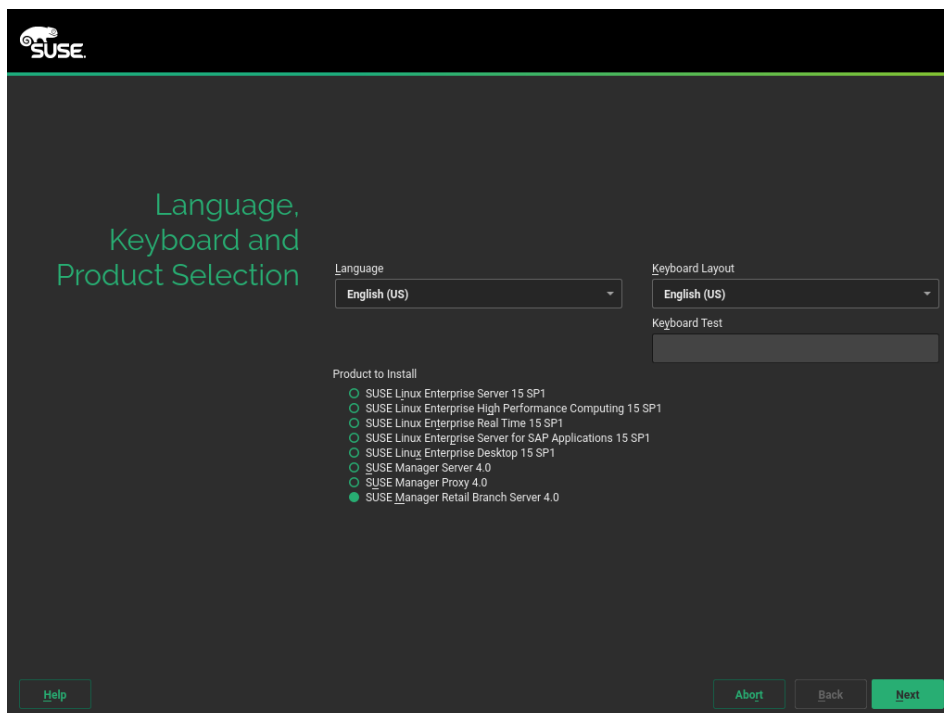 SUSE.
Language,
Keyboard and
Product Selection
Language
English (US)
Keyboard Layout
English (US)
Keyboard Test
Product to Install
SUSE Linux Enterprise Server 15 SP1
SUSE Linux Enterprise High Performance Computing 15 SP1
SUSE Linux Enterprise Real Time 15 SP1
SUSE Linux Enterprise Server for SAP Applications 15 SP1
SUSE Linux Enterprise Desktop 15 SP1
SUSE Manager Server 4.0
SUSE Manager Proxy 4.0
SUSE Manager Retail Branch Server 4.0
Help
Abort
Back
Next